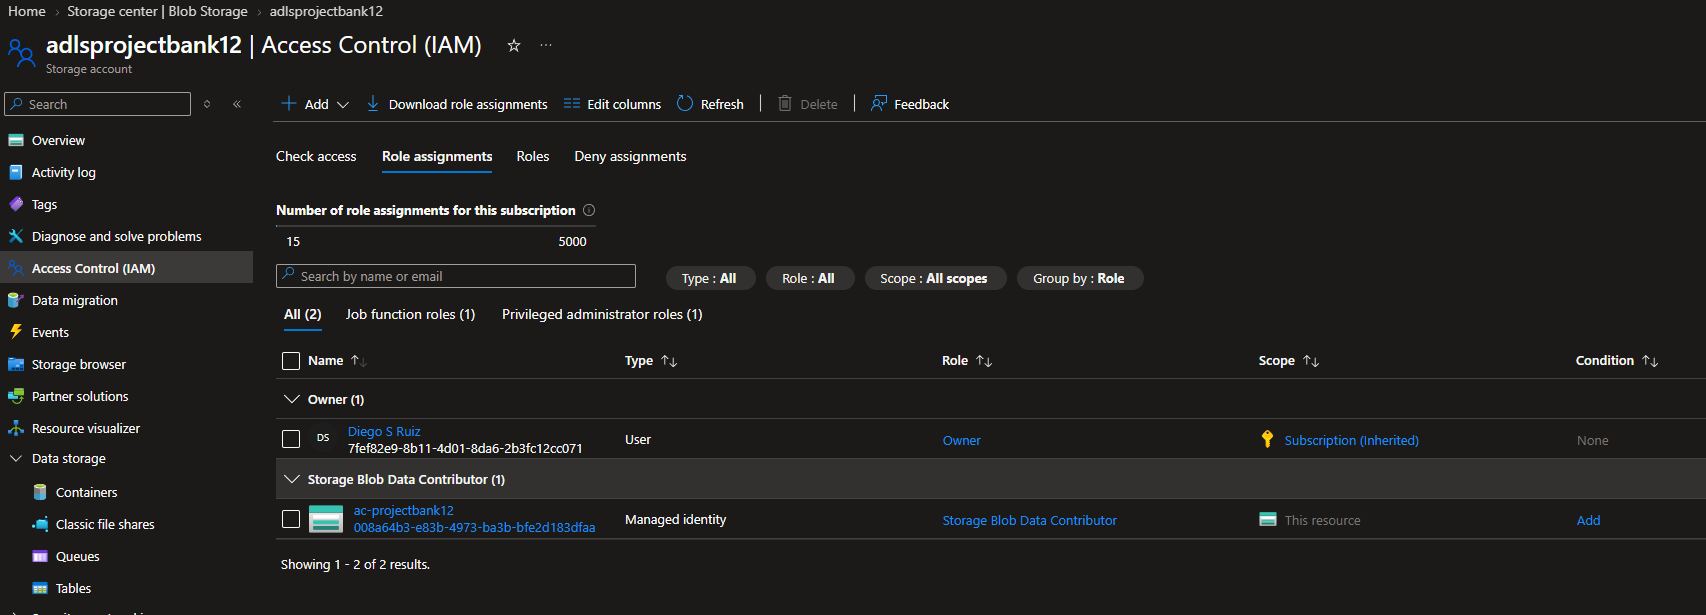 Home › Storage center | Blob Storage › adlsprojectbank12
adlsprojectbank12 | Access Control (IAM)
Storage account
Search
Overview
Activity log
Tags
Diagnose and solve problems
Access Control (IAM)
Data migration
Events
Storage browser
Partner solutions
Resource visualizer
Data storage
Containers
Classic file shares
Queues
Tables
Add Download role assignments Edit columns Refresh | Delete | Feedback
Check access Role assignments Roles Deny assignments
Number of role assignments for this subscription
15 5000
Search by name or email Type : All Role : All Scope : All scopes Group by : Role
All (2) Job function roles (1) Privileged administrator roles (1)
Name Type Role Scope Condition
Owner (1)
DS Diego S Ruiz User Owner Subscription (Inherited) None
7fef82e9-8b11-4d01-8da6-2b3fc12cc071
Storage Blob Data Contributor (1)
ac-projectbank12 Managed identity Storage Blob Data Contributor This resource Add
008a64b3-e83b-4973-ba3b-bfe2d183dfaa
Showing 1 - 2 of 2 results.